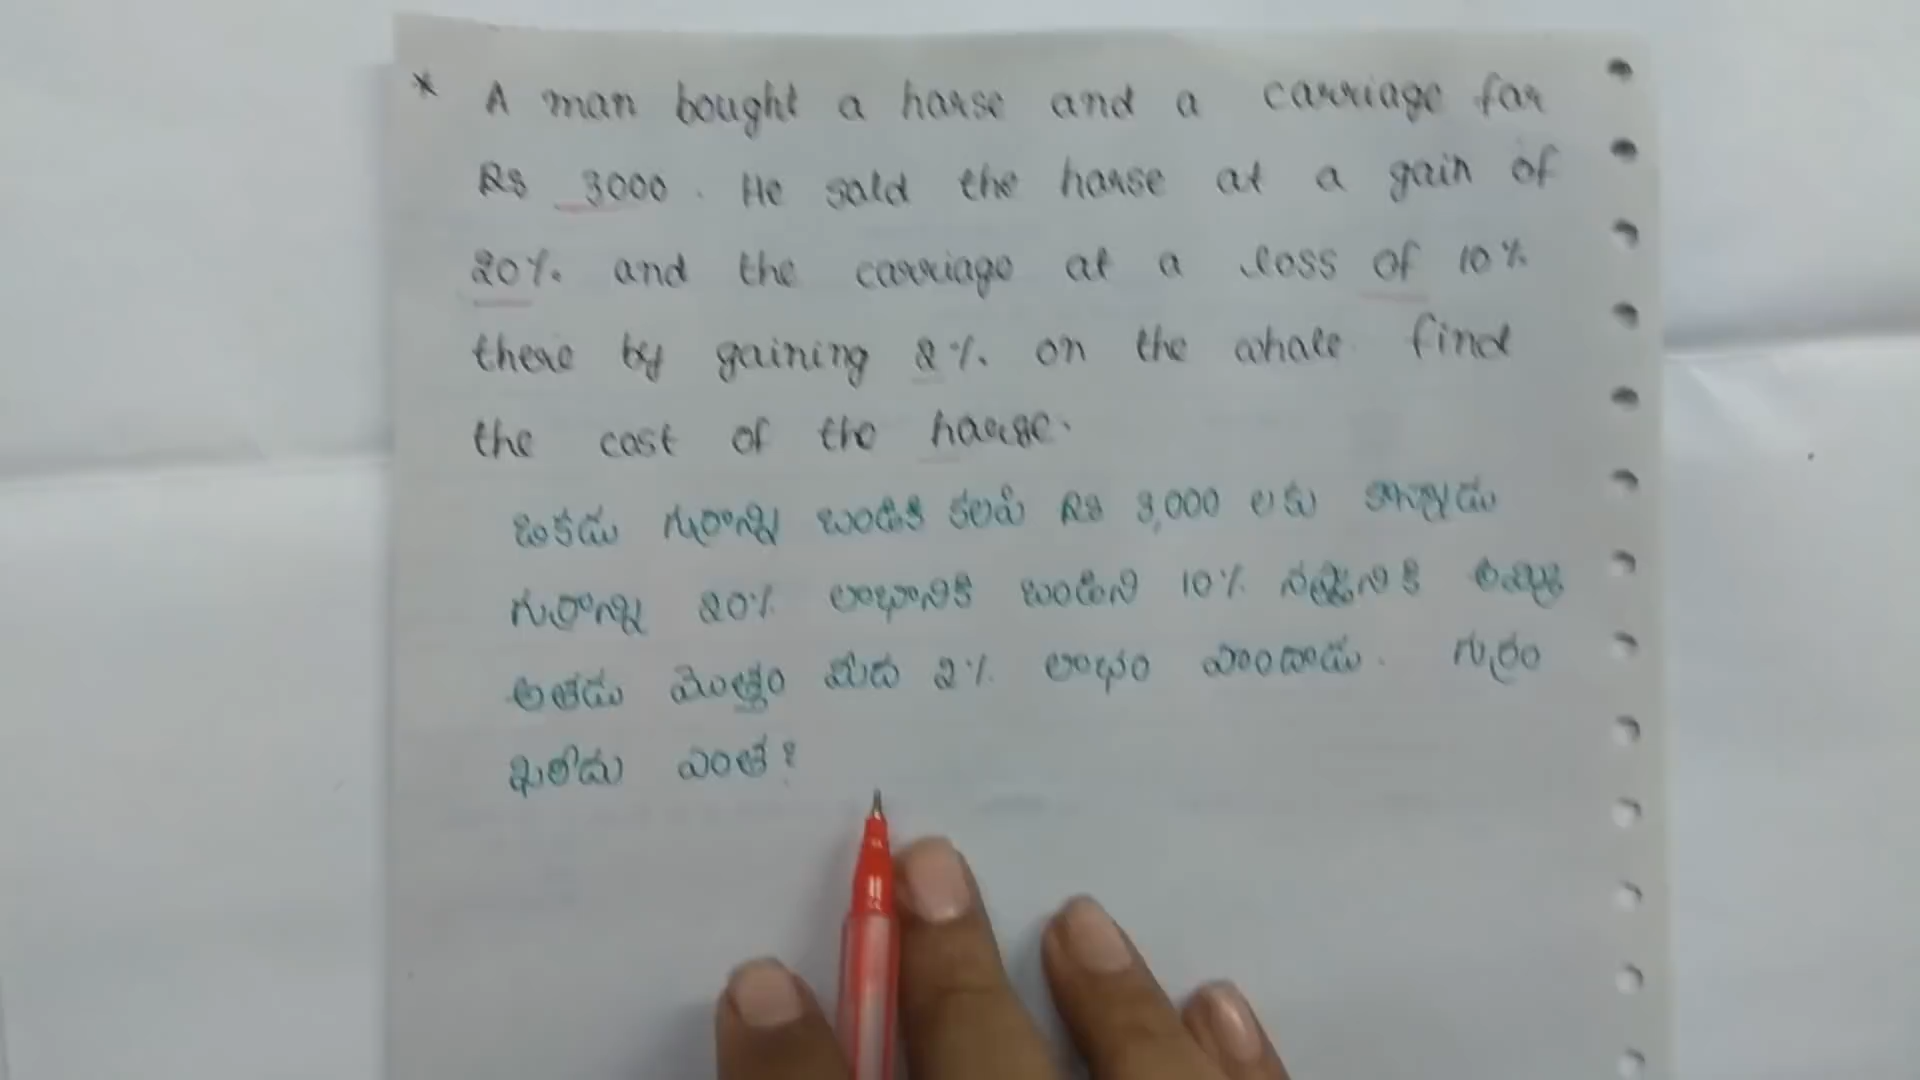 * A man bought a horse and a carriage for
Rs 3000. He sold the horse at a gain of
20% and the carriage at a loss of 10%
there by gaining 2% on the whole. find
the cost of the horse.
ఒకడు గుర్రాన్ని బండికి కలిపి Rs 3,000 లకు కొన్నాడు
గుర్రాన్ని 20% లాభానికి బండిని 10% నష్టానికి అమ్మి
అతడు మొత్తం మీద 2% లాభం పొందాడు. గుర్రం
ఖరీదు ఎంత?